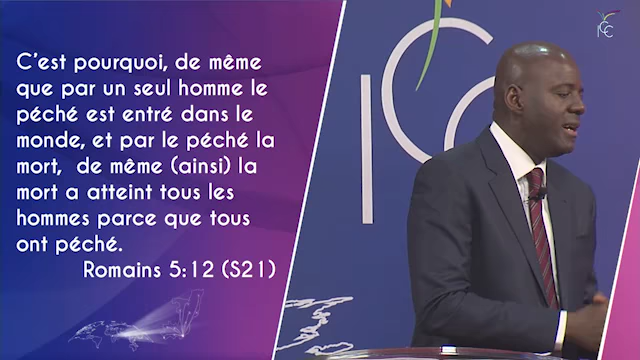 C'est pourquoi, de même
que par un seul homme le
péché est entré dans le
monde, et par le péché la
mort,  de même (ainsi) la
mort a atteint tous les
hommes parce que tous
ont péché.
Romains 5:12 (S21)
ICC
ICC